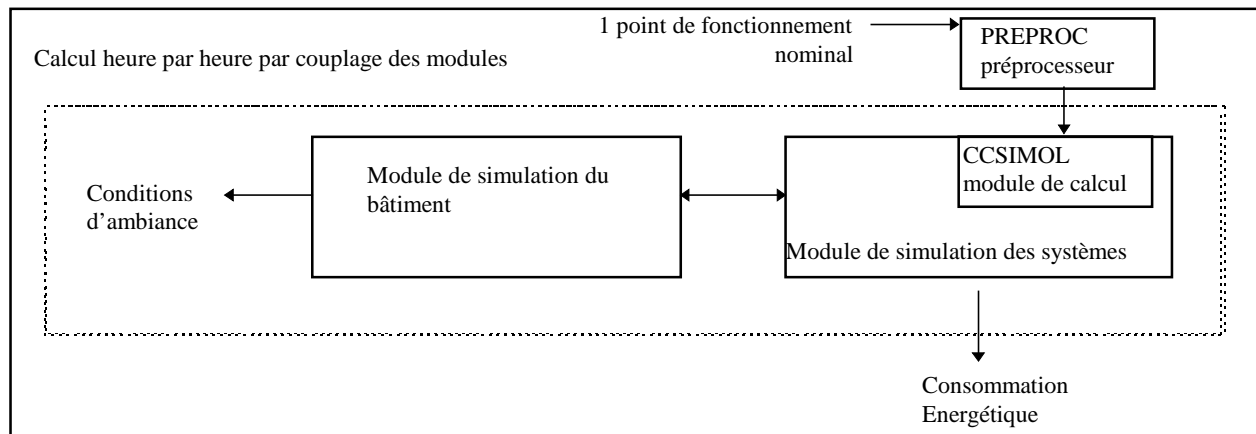 1 point de fonctionnement
nominal
PREPROC
préprocesseur
Calcul heure par heure par couplage des modules
CCSIMOL
module de calcul
Module de simulation du
bâtiment
Conditions
d’ambiance
Module de simulation des systèmes
Consommation
Energétique